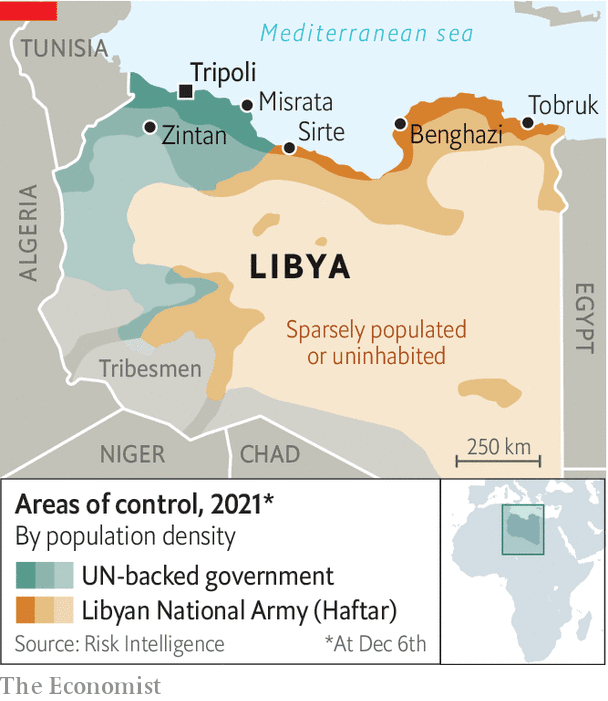 Mediterranean sea
TUNISIA
Tripoli
Misrata
Tobruk
Zintan
Sirte
Benghazi
ALGERIA
LIBYA
EGYPT
Sparsely populated
or uninhabited
Tribesmen
NIGER
CHAD
250 km
Areas of control, 2021*
By population density
UN-backed government
Libyan National Army (Haftar)
Source: Risk Intelligence
*At Dec 6th
The Economist